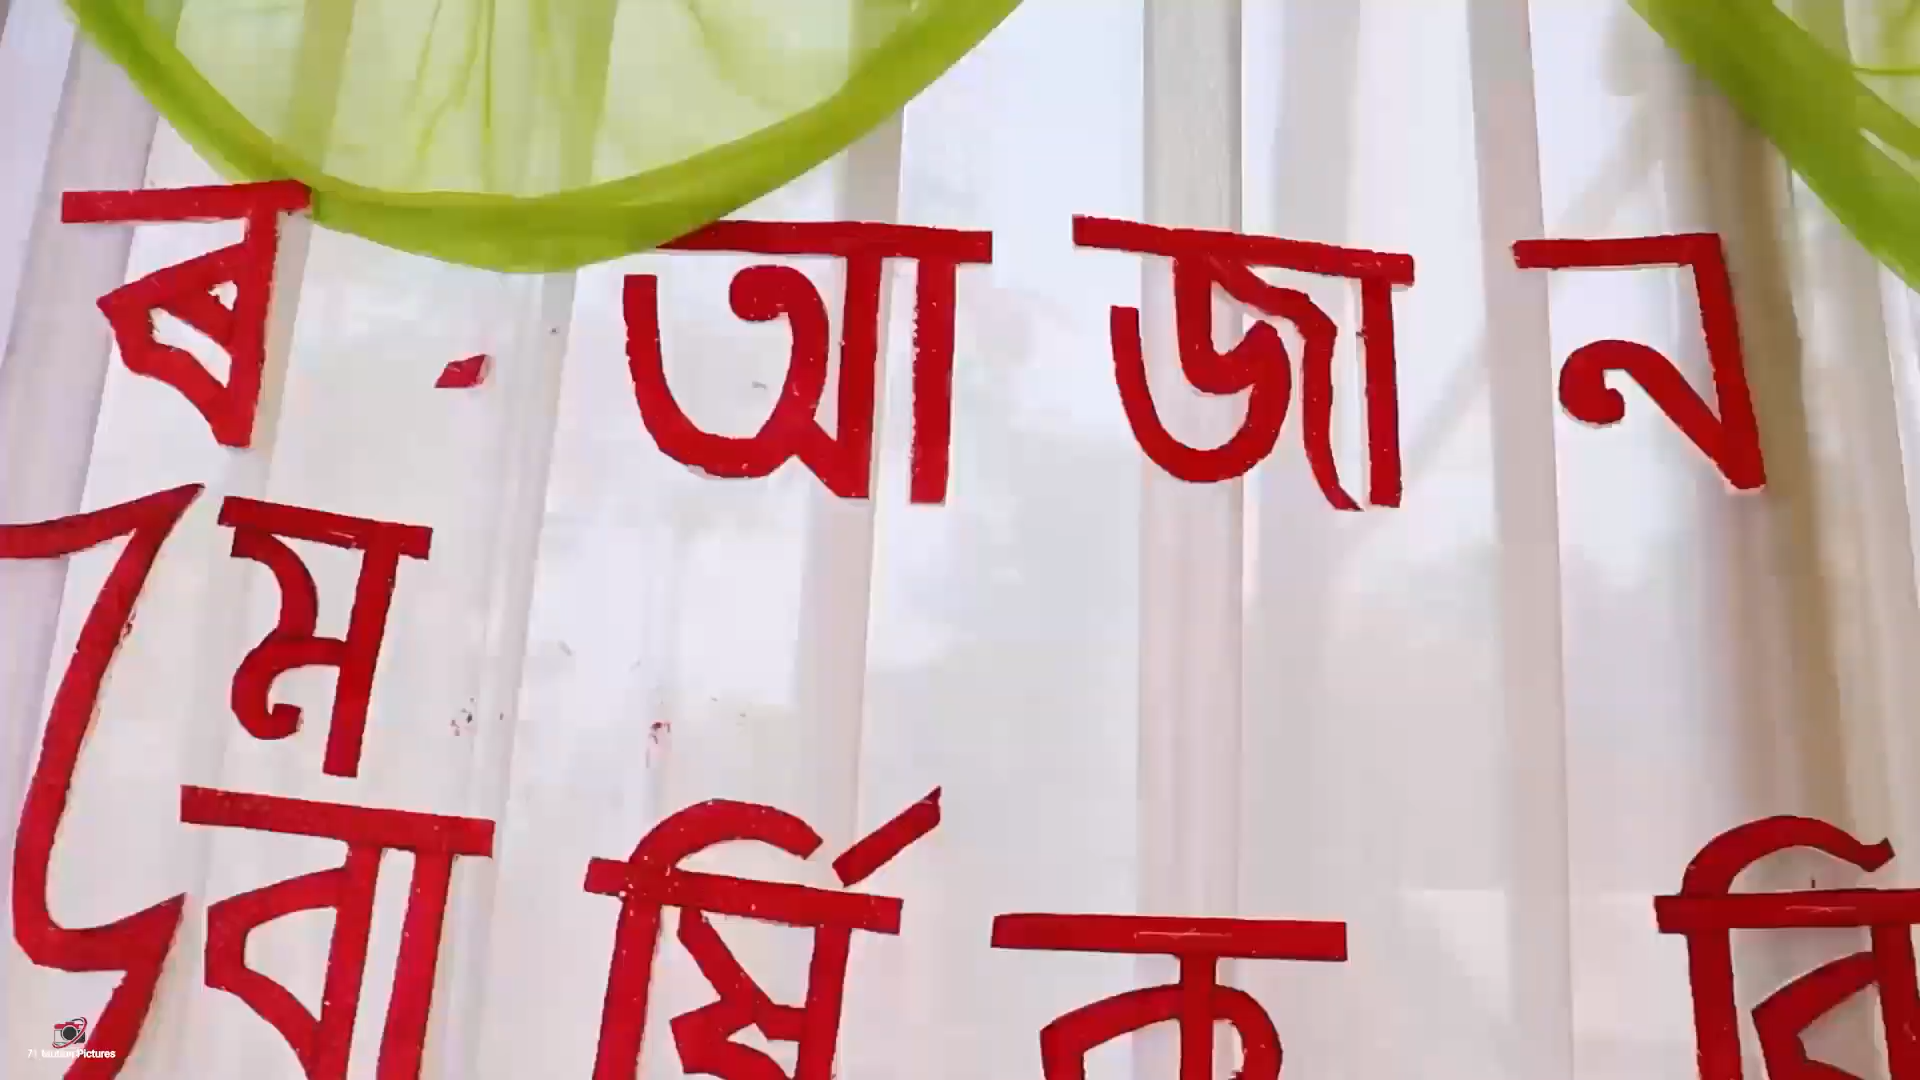 ৰ. আজান
ম
বাৰ্ষিক বি